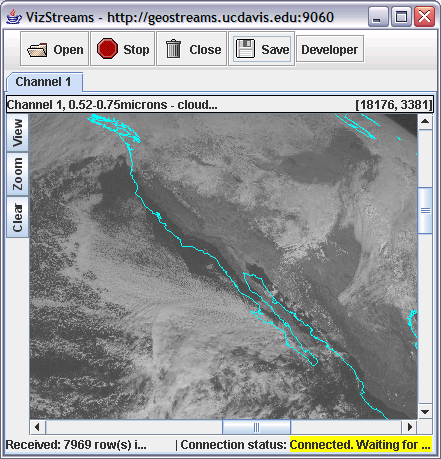 VizStreams - http://geostreams.ucdavis.edu:9060
Open Stop Close Save Developer
Channel 1
Channel 1, 0.52-0.75microns - cloud... [18176, 3381]
View
Zoom
Clear
Received: 7969 row(s) i... | Connection status: Connected. Waiting for ...